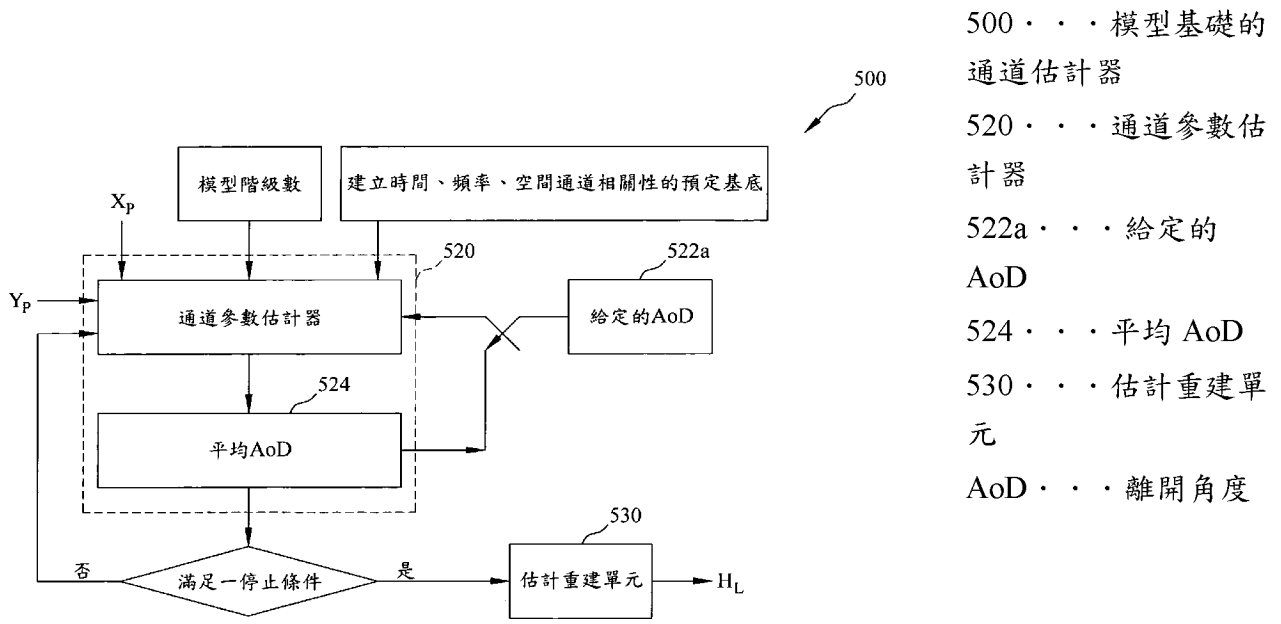 500
模型階級數
建立時間、頻率、空間通道相關性的預定基底
X_P
520
522a
Y_P
通道參數估計器
給定的AoD
524
平均AoD
530
否
滿足一停止條件
是
估計重建單元
H_L
500・・・模型基礎的
通道估計器
520・・・通道參數估
計器
522a・・・給定的
AoD
524・・・平均 AoD
530・・・估計重建單
元
AoD・・・離開角度